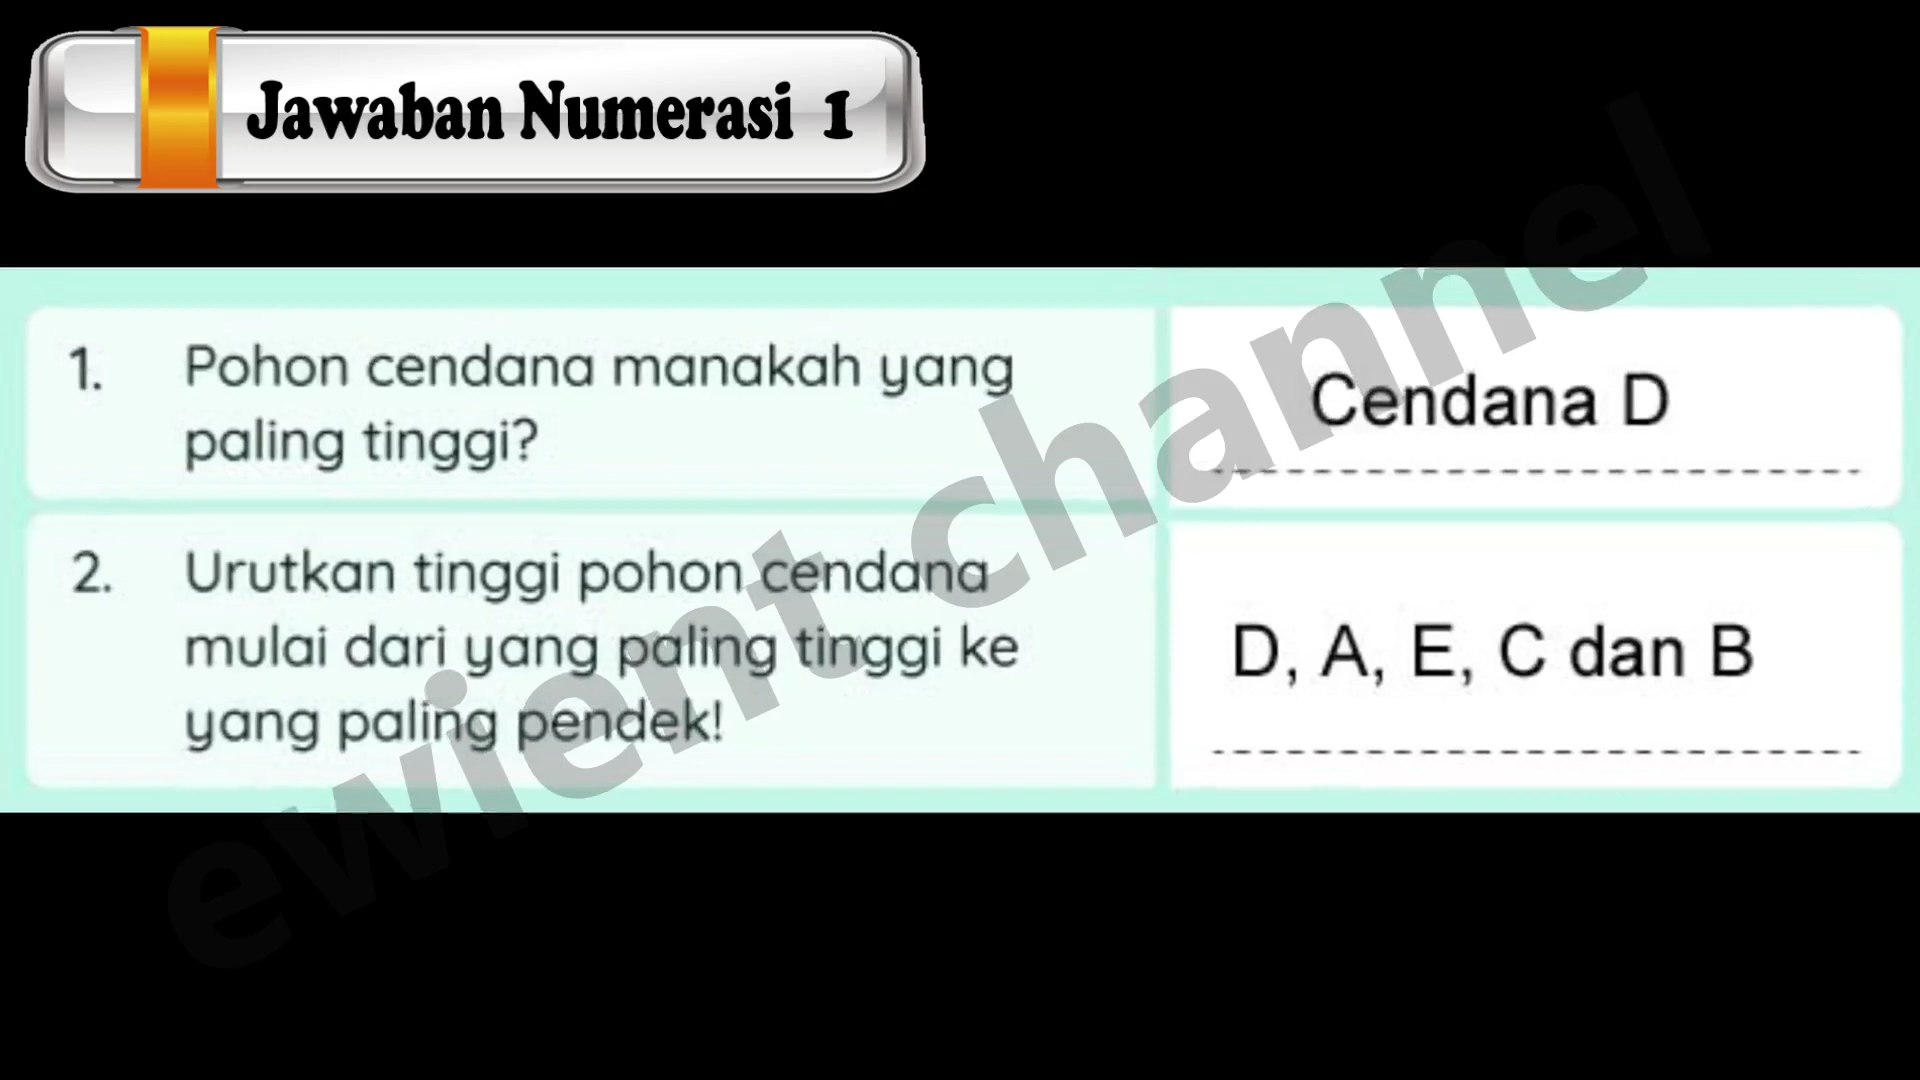 Jawaban Numerasi 1
1. Pohon cendana manakah yang
paling tinggi?
Cendana D
2. Urutkan tinggi pohon cendana
mulai dari yang paling tinggi ke
yang paling pendek!
D, A, E, C dan B
ewient channel